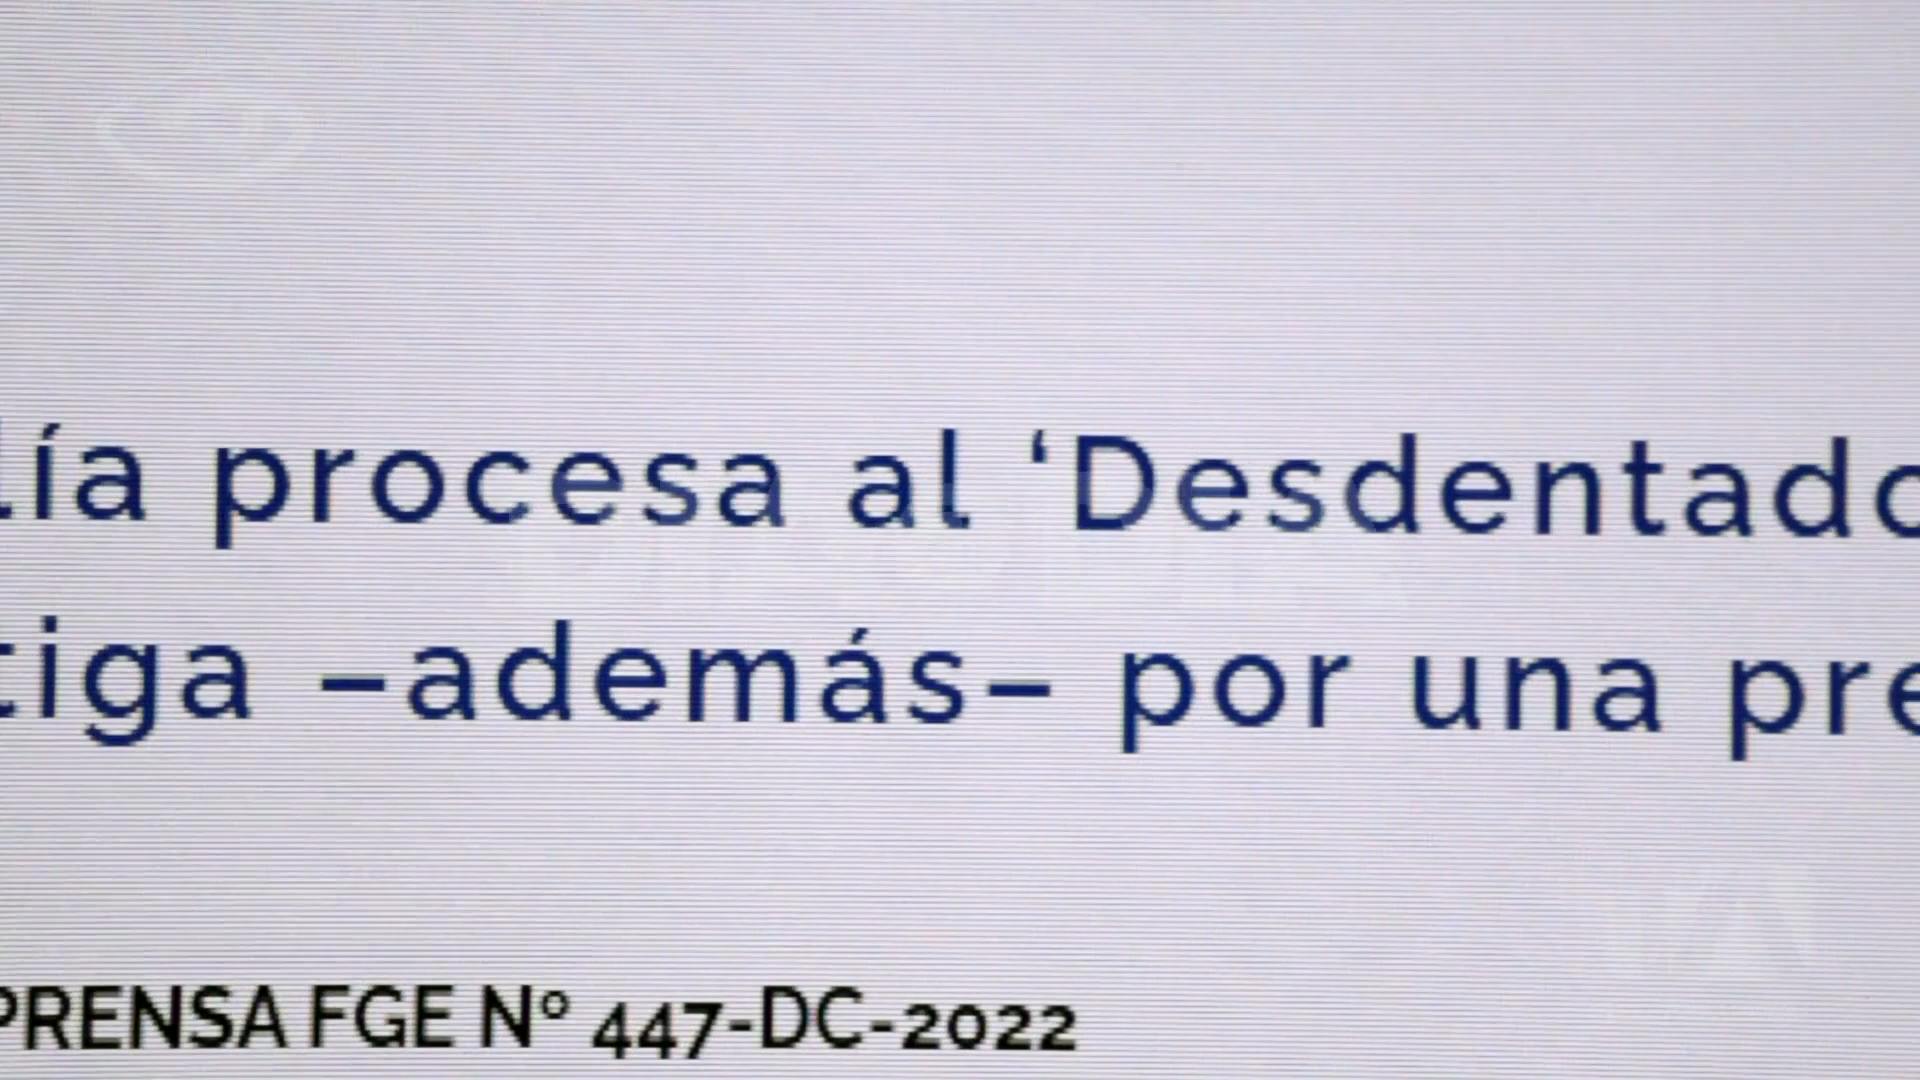 lía procesa al ‘Desdentado
tiga –además– por una pre
PRENSA FGE Nº 447-DC-2022